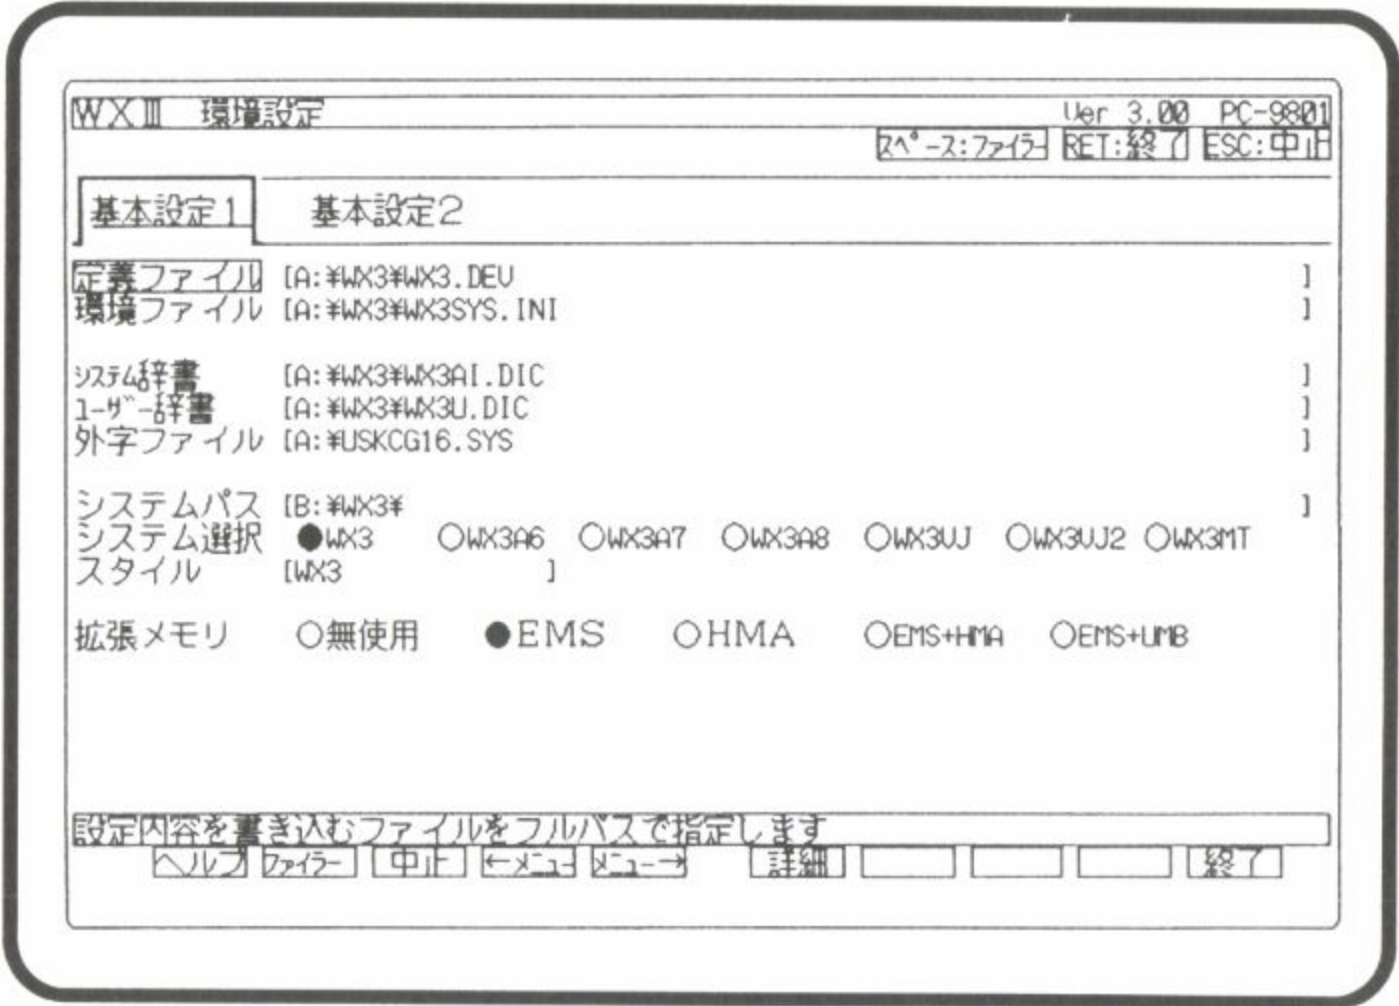 WXⅢ 環境設定 Ver 3.00 PC-9801
スペース:ファイラー RET:終了 ESC:中止
基本設定1 基本設定2
定義ファイル [A:¥WX3¥WX3.DEV ]
環境ファイル [A:¥WX3¥WX3SYS.INI ]
システム辞書 [A:¥WX3¥WX3AI.DIC ]
ユーザー辞書 [A:¥WX3¥WX3U.DIC ]
外字ファイル [A:¥USKCG16.SYS ]
システムパス [B:¥WX3¥ ]
システム選択 ●WX3 ○WX3A6 ○WX3A7 ○WX3A8 ○WX3VJ ○WX3VJ2 ○WX3MT
スタイル [WX3 ]
拡張メモリ ○無使用 ●EMS ○HMA ○EMS+HMA ○EMS+UMB
設定内容を書き込むファイルをフルパスで指定します
ヘルプ ファイラー 中止 ←メニュー メニュー→ 詳細 終了